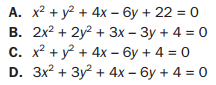 A. x² + y² + 4x – 6y + 22 = 0
B. 2x² + 2y² + 3x – 3y + 4 = 0
C. x² + y² + 4x – 6y + 4 = 0
D. 3x² + 3y² + 4x – 6y + 4 = 0